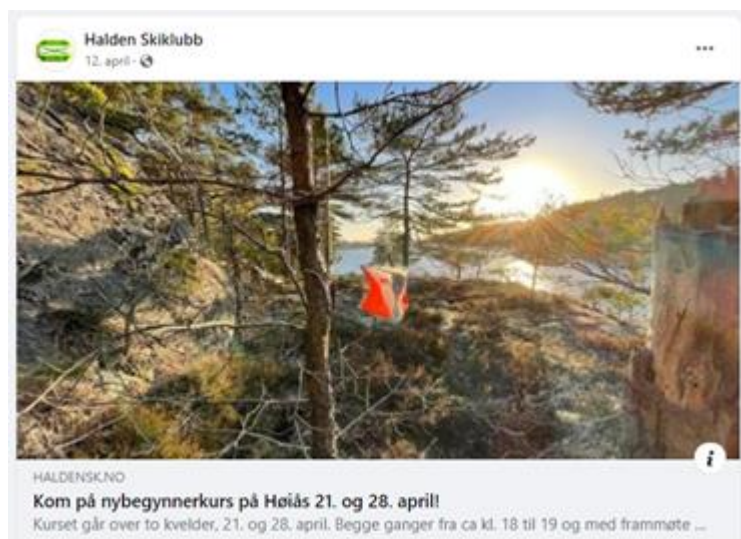 Halden Skiklubb
12. april ·
HALDENSK.NO
Kom på nybegynnerkurs på Høiås 21. og 28. april!
Kurset går over to kvelder, 21. og 28. april. Begge ganger fra ca kl. 18 til 19 og med frammøte ...